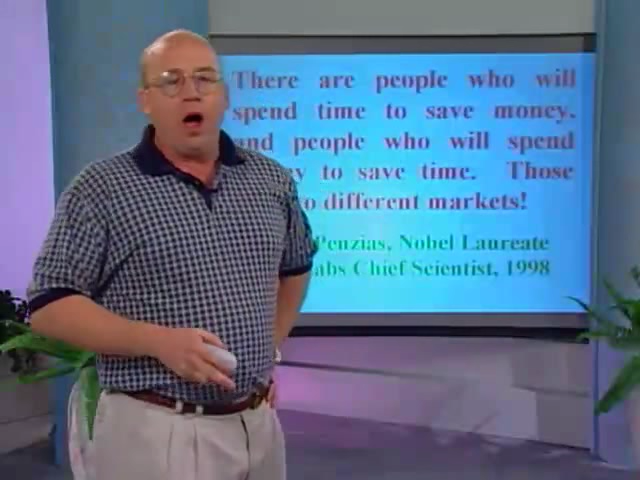 There are people who will
spend time to save money.
and people who will spend
to save time. Those
different markets!
Penzias, Nobel Laureate
Chief Scientist, 1998